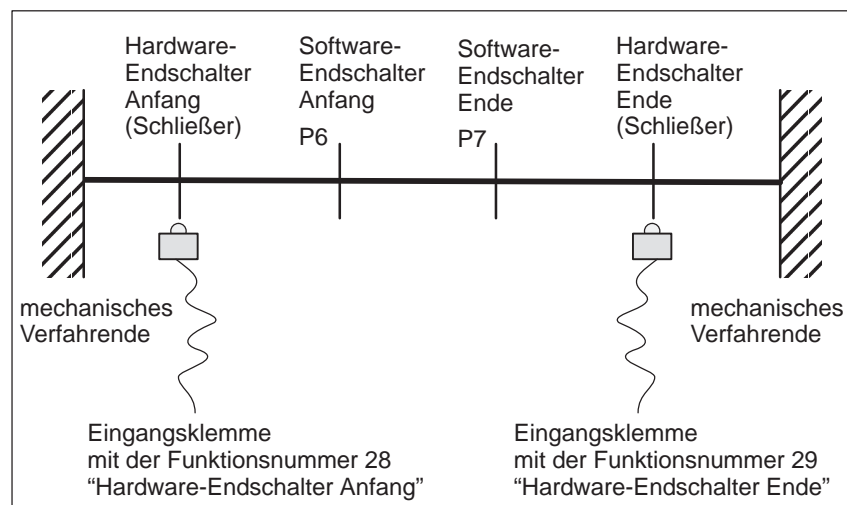 Hardware-
Endschalter
Anfang
(Schließer)
Software-
Endschalter
Anfang
P6
Software-
Endschalter
Ende
P7
Hardware-
Endschalter
Ende
(Schließer)
mechanisches
Verfahrende
mechanisches
Verfahrende
Eingangsklemme
mit der Funktionsnummer 28
“Hardware-Endschalter Anfang”
Eingangsklemme
mit der Funktionsnummer 29
“Hardware-Endschalter Ende”